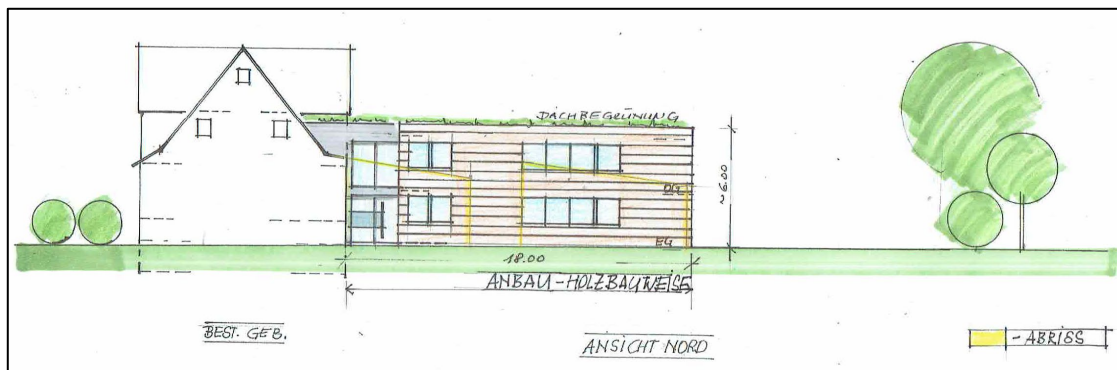 DACHBEGRÜNUNG
~ 6.00
OG
EG
18.00
ANBAU-HOLZBAUWEISE
BEST. GEB.
ANSICHT NORD
- ABRISS